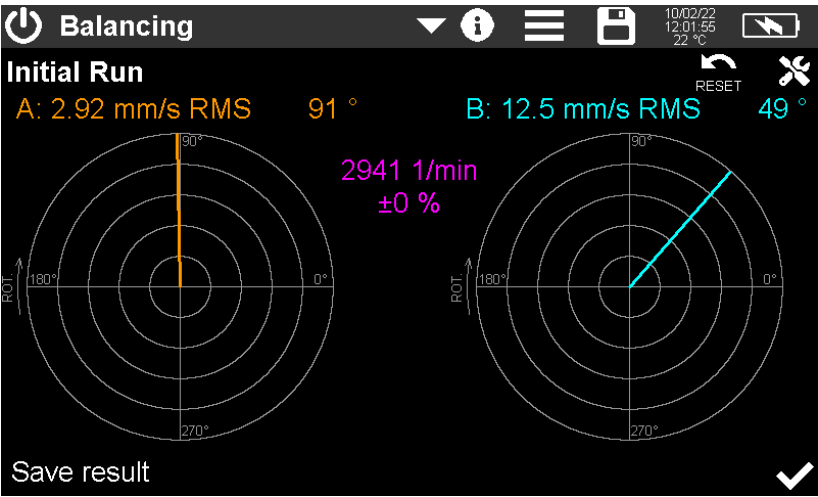 Balancing
i
10/02/22
12:01:55
22 °C
Initial Run
RESET
A: 2.92 mm/s RMS 91 °
B: 12.5 mm/s RMS 49 °
2941 1/min
±0 %
90°
180°
0°
270°
ROT.
90°
180°
0°
270°
ROT.
Save result